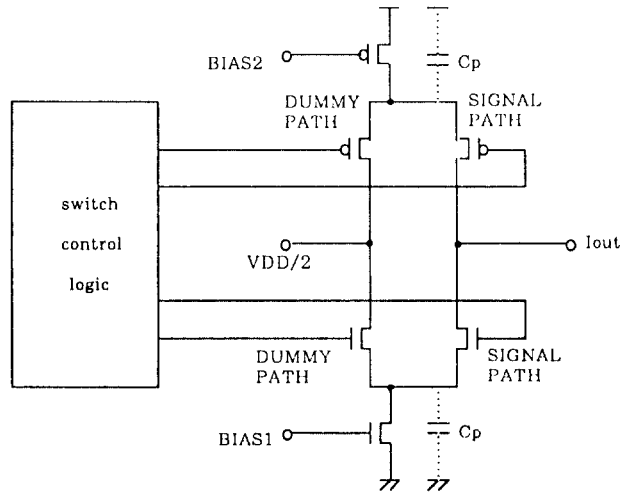 BIAS2
Cp
DUMMY
PATH
SIGNAL
PATH
switch
control
logic
VDD/2
Iout
DUMMY
PATH
SIGNAL
PATH
BIAS1
Cp